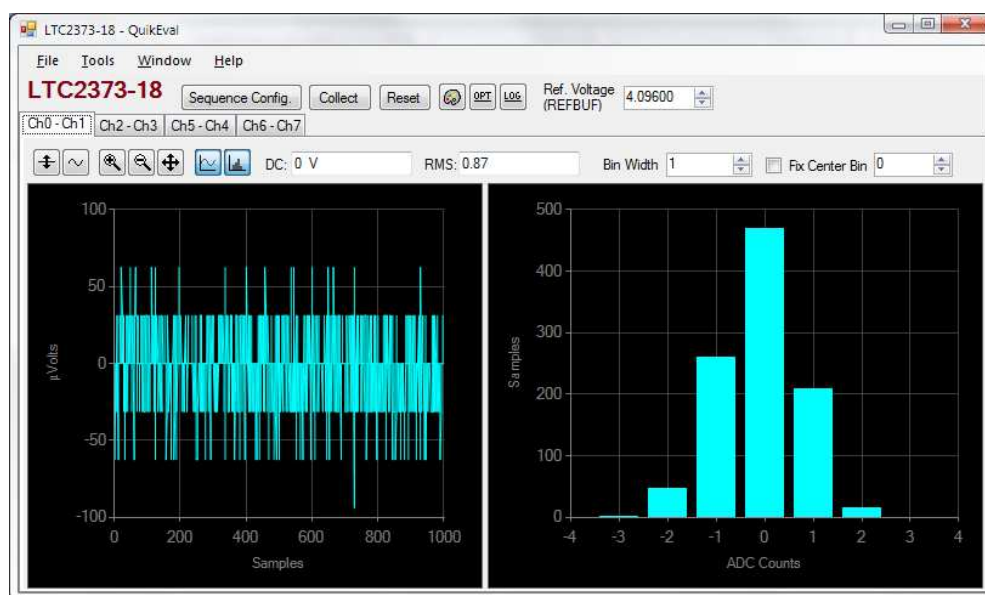 LTC2373-18 - QuikEval
File Tools Window Help
LTC2373-18 Sequence Config. Collect Reset OPT LOG Ref. Voltage (REFBUF) 4.09600
Ch0 - Ch1 Ch2 - Ch3 Ch5 - Ch4 Ch6 - Ch7
DC: 0 V RMS: 0.87 Bin Width 1 Fix Center Bin 0
100
50
0
-50
-100
µVolts
0 200 400 600 800 1000
Samples
500
400
300
200
100
0
Samples
-4 -3 -2 -1 0 1 2 3 4
ADC Counts